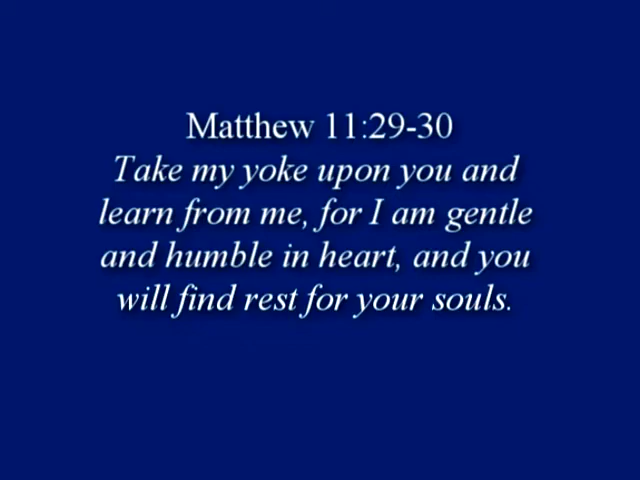 Matthew 11:29-30
Take my yoke upon you and
learn from me, for I am gentle
and humble in heart, and you
will find rest for your souls.